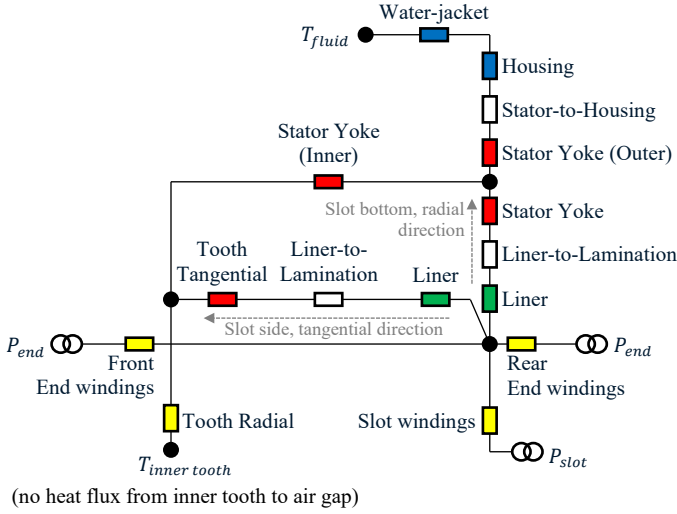 Water-jacket
T_fluid
Housing
Stator-to-Housing
Stator Yoke
(Inner)
Stator Yoke (Outer)
Slot bottom, radial
direction
Stator Yoke
Tooth
Tangential
Liner-to-
Lamination
Liner
Liner-to-Lamination
Liner
Slot side, tangential direction
P_end
Front
End windings
Rear
End windings
P_end
Tooth Radial
Slot windings
T_inner tooth
P_slot
(no heat flux from inner tooth to air gap)